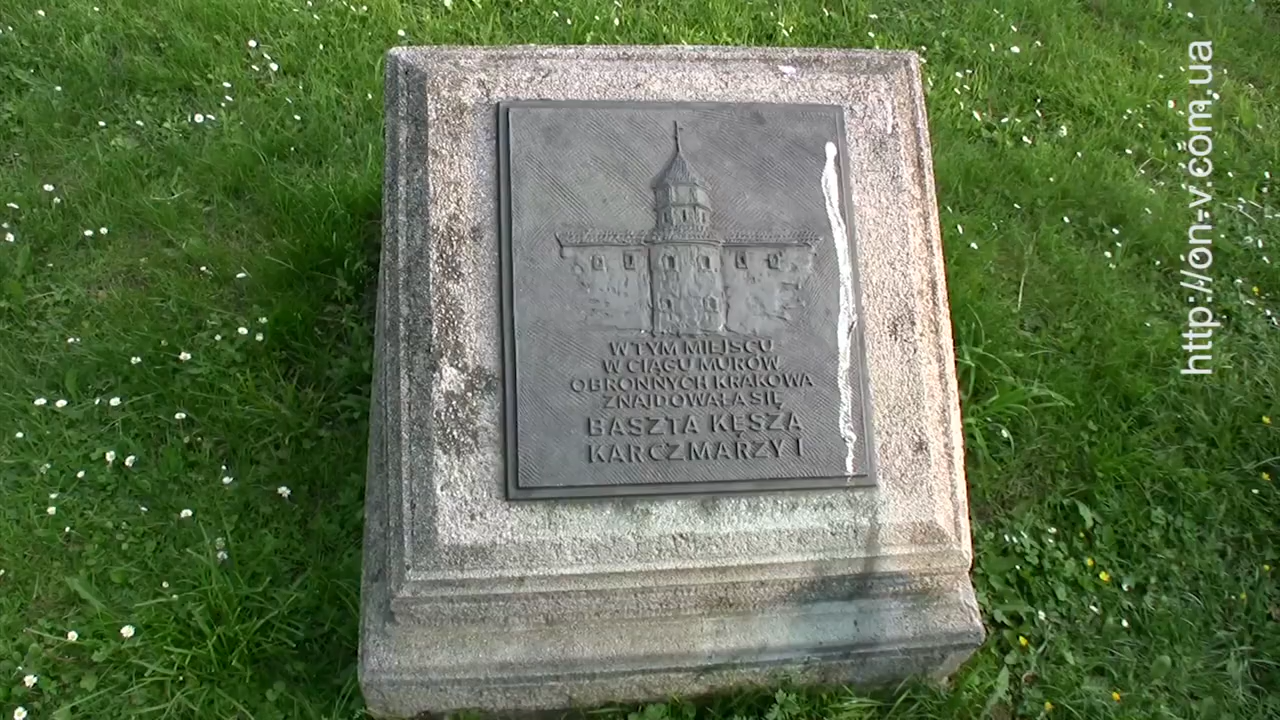 W TYM MIEJSCU
W CIĄGU MURÓW
OBRONNYCH KRAKOWA
ZNAJDOWAŁA SIĘ
BASZTA KĘSZA
KARCZMARZY I
http://on-v.com.ua